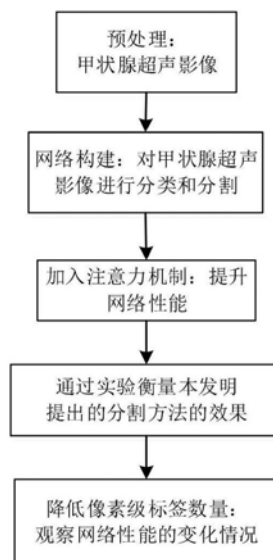 预处理：
甲状腺超声影像
网络构建：对甲状腺超声
影像进行分类和分割
加入注意力机制：提升
网络性能
通过实验衡量本发明
提出的分割方法的效果
降低像素级标签数量：
观察网络性能的变化情况